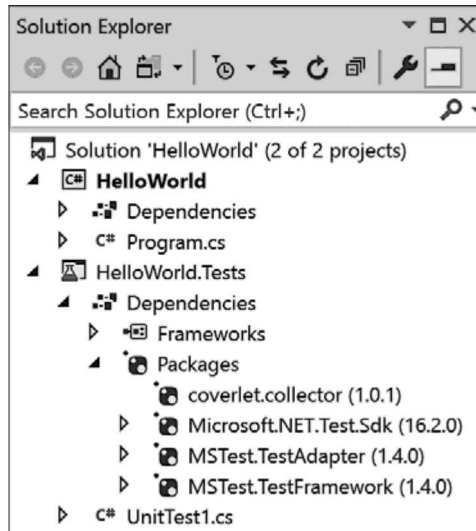 Solution Explorer
Search Solution Explorer (Ctrl+;)
Solution 'HelloWorld' (2 of 2 projects)
C# HelloWorld
Dependencies
C# Program.cs
HelloWorld.Tests
Dependencies
Frameworks
Packages
coverlet.collector (1.0.1)
Microsoft.NET.Test.Sdk (16.2.0)
MSTest.TestAdapter (1.4.0)
MSTest.TestFramework (1.4.0)
C# UnitTest1.cs